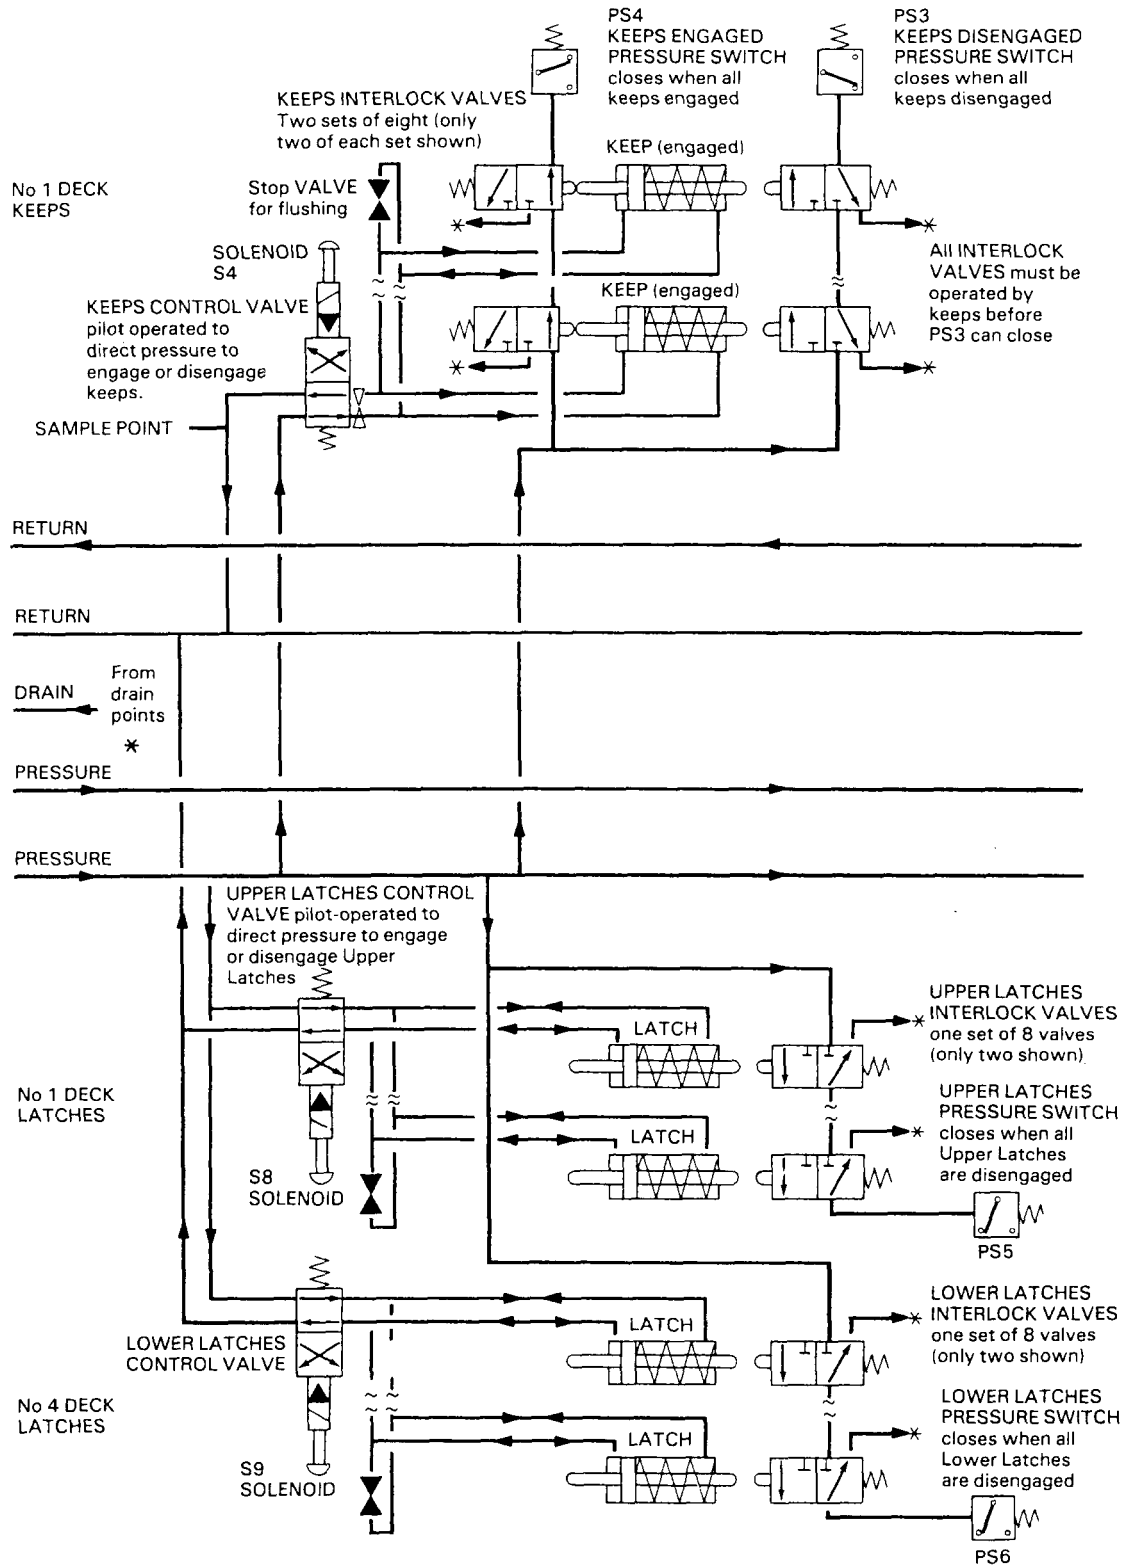 PS4
KEEPS ENGAGED
PRESSURE SWITCH
closes when all
keeps engaged
PS3
KEEPS DISENGAGED
PRESSURE SWITCH
closes when all
keeps disengaged
KEEPS INTERLOCK VALVES
Two sets of eight (only
two of each set shown)
KEEP (engaged)
No 1 DECK
KEEPS
Stop VALVE
for flushing
*
*
SOLENOID
S4
All INTERLOCK
VALVES must be
operated by
keeps before
PS3 can close
KEEP (engaged)
KEEPS CONTROL VALVE
pilot operated to
direct pressure to
engage or disengage
keeps.
*
*
SAMPLE POINT
RETURN
RETURN
DRAIN
From
drain
points
*
PRESSURE
PRESSURE
UPPER LATCHES CONTROL
VALVE pilot-operated to
direct pressure to engage
or disengage Upper
Latches
LATCH
*
UPPER LATCHES
INTERLOCK VALVES
one set of 8 valves
(only two shown)
No 1 DECK
LATCHES
LATCH
*
UPPER LATCHES
PRESSURE SWITCH
closes when all
Upper Latches
are disengaged
S8
SOLENOID
PS5
LOWER LATCHES
CONTROL VALVE
LATCH
*
LOWER LATCHES
INTERLOCK VALVES
one set of 8 valves
(only two shown)
No 4 DECK
LATCHES
LATCH
*
LOWER LATCHES
PRESSURE SWITCH
closes when all
Lower Latches
are disengaged
S9
SOLENOID
PS6